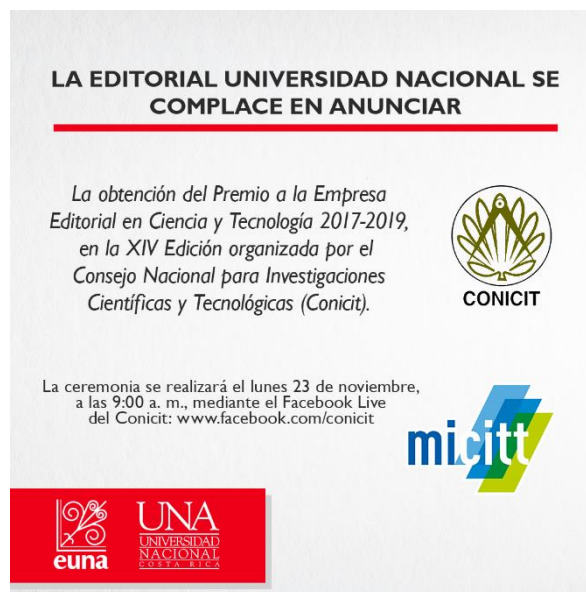 LA EDITORIAL UNIVERSIDAD NACIONAL SE
COMPLACE EN ANUNCIAR
La obtención del Premio a la Empresa
Editorial en Ciencia y Tecnología 2017-2019,
en la XIV Edición organizada por el
Consejo Nacional para Investigaciones
Científicas y Tecnológicas (Conicit).
CONICIT
La ceremonia se realizará el lunes 23 de noviembre,
a las 9:00 a. m., mediante el Facebook Live
del Conicit: www.facebook.com/conicit
micitt
euna
UNA
UNIVERSIDAD
NACIONAL
COSTA RICA